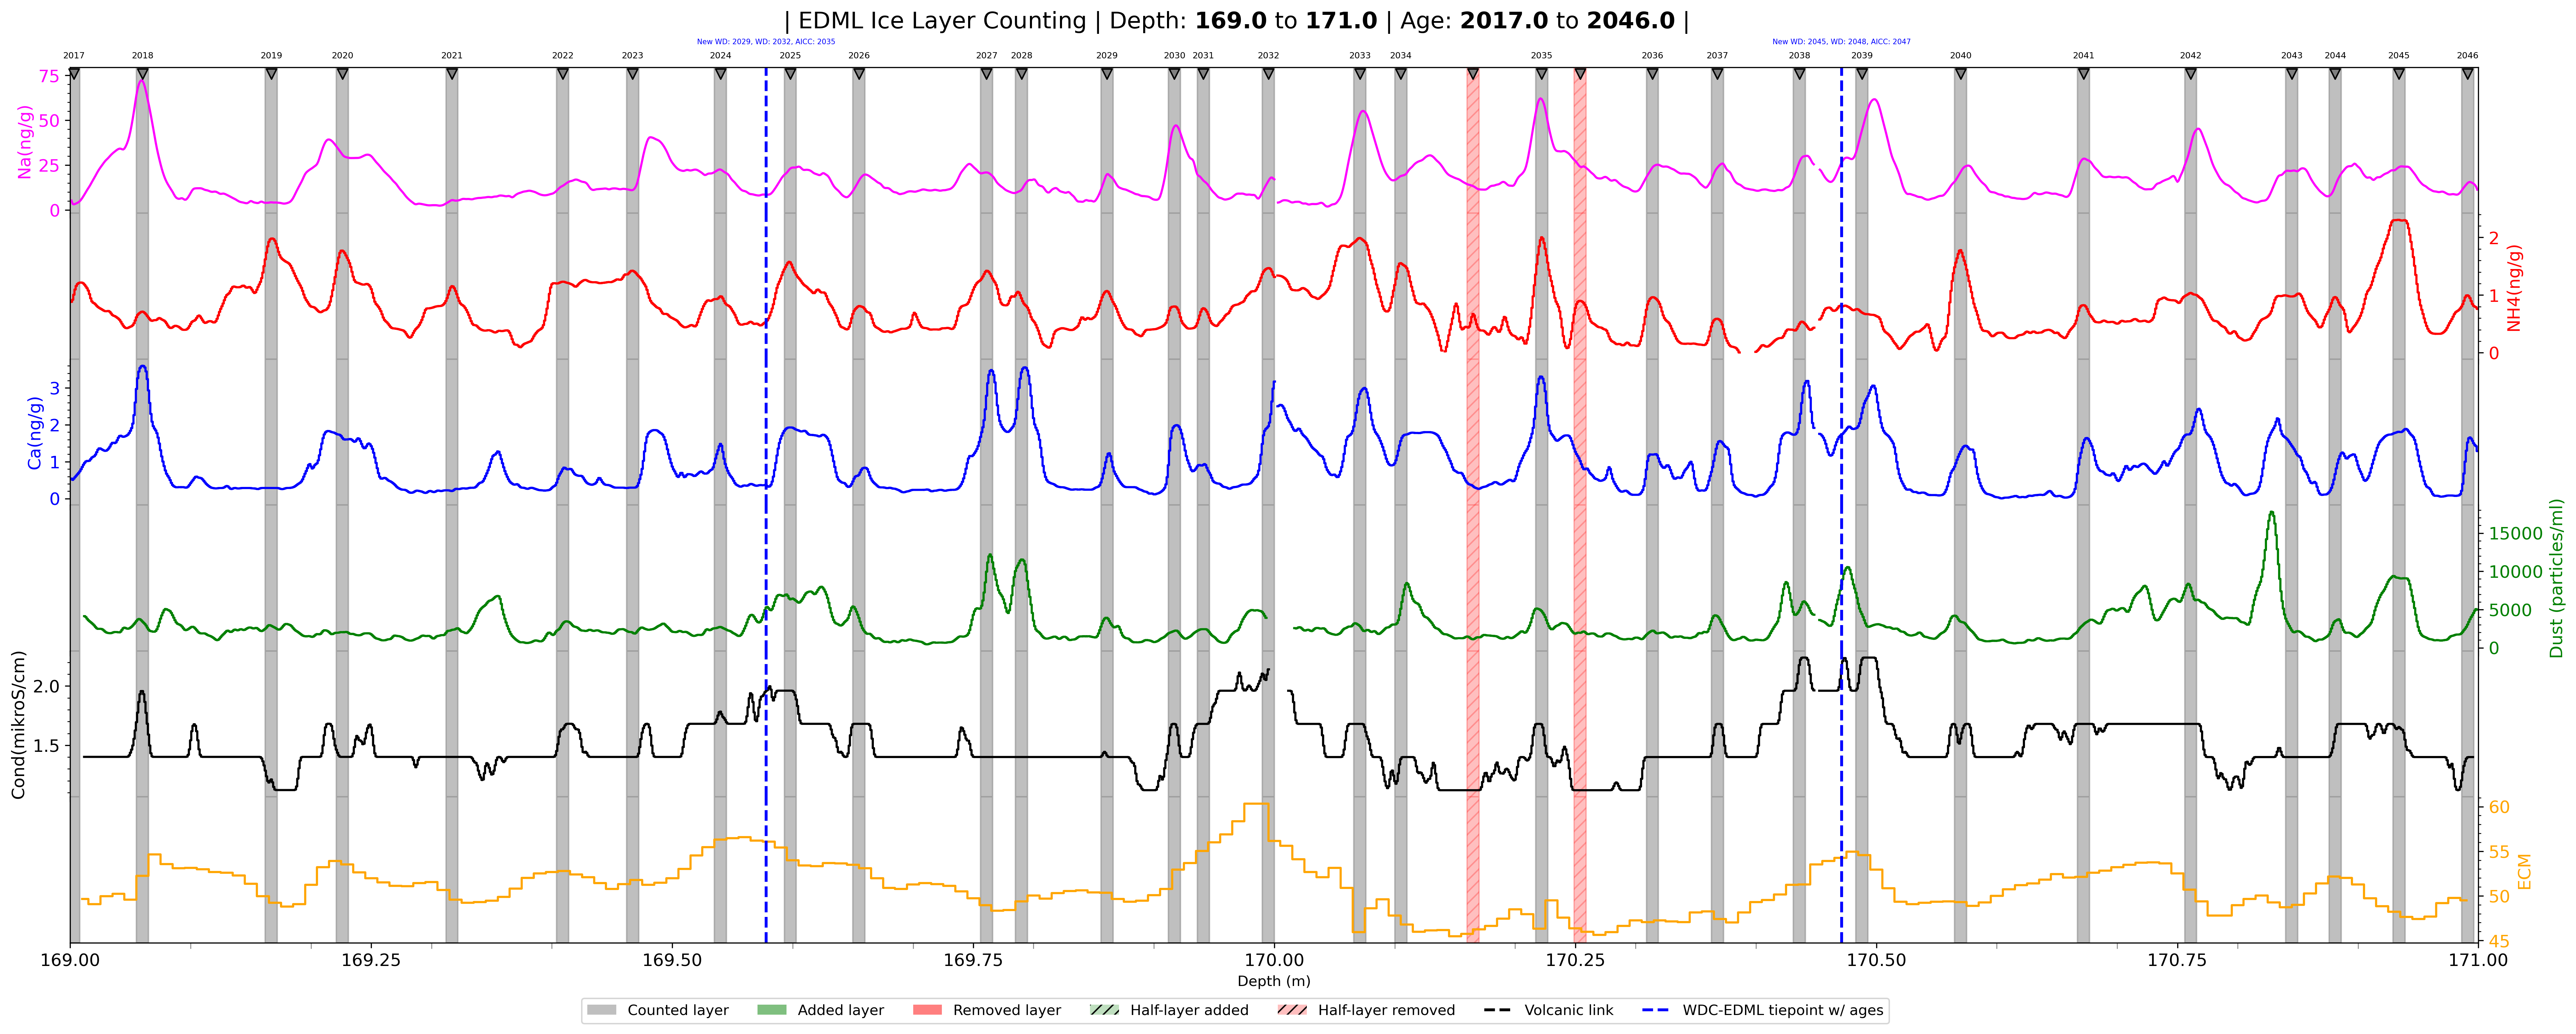 | EDML Ice Layer Counting | Depth: 169.0 to 171.0 | Age: 2017.0 to 2046.0 |
New WD: 2029, WD: 2032, AICC: 2035
New WD: 2045, WD: 2048, AICC: 2047
2017 2018 2019 2020 2021 2022 2023 2024 2025 2026 2027 2028 2029 2030 2031 2032 2033 2034 2035 2036 2037 2038 2039 2040 2041 2042 2043 2044 2045 2046
Na(ng/g)
75
50
25
0
NH4(ng/g)
2
1
0
Ca(ng/g)
3
2
1
0
Dust (particles/ml)
15000
10000
5000
0
Cond(mikroS/cm)
2.0
1.5
ECM
60
55
50
45
169.00 169.25 169.50 169.75 170.00 170.25 170.50 170.75 171.00
Depth (m)
Counted layer Added layer Removed layer Half-layer added Half-layer removed Volcanic link WDC-EDML tiepoint w/ ages